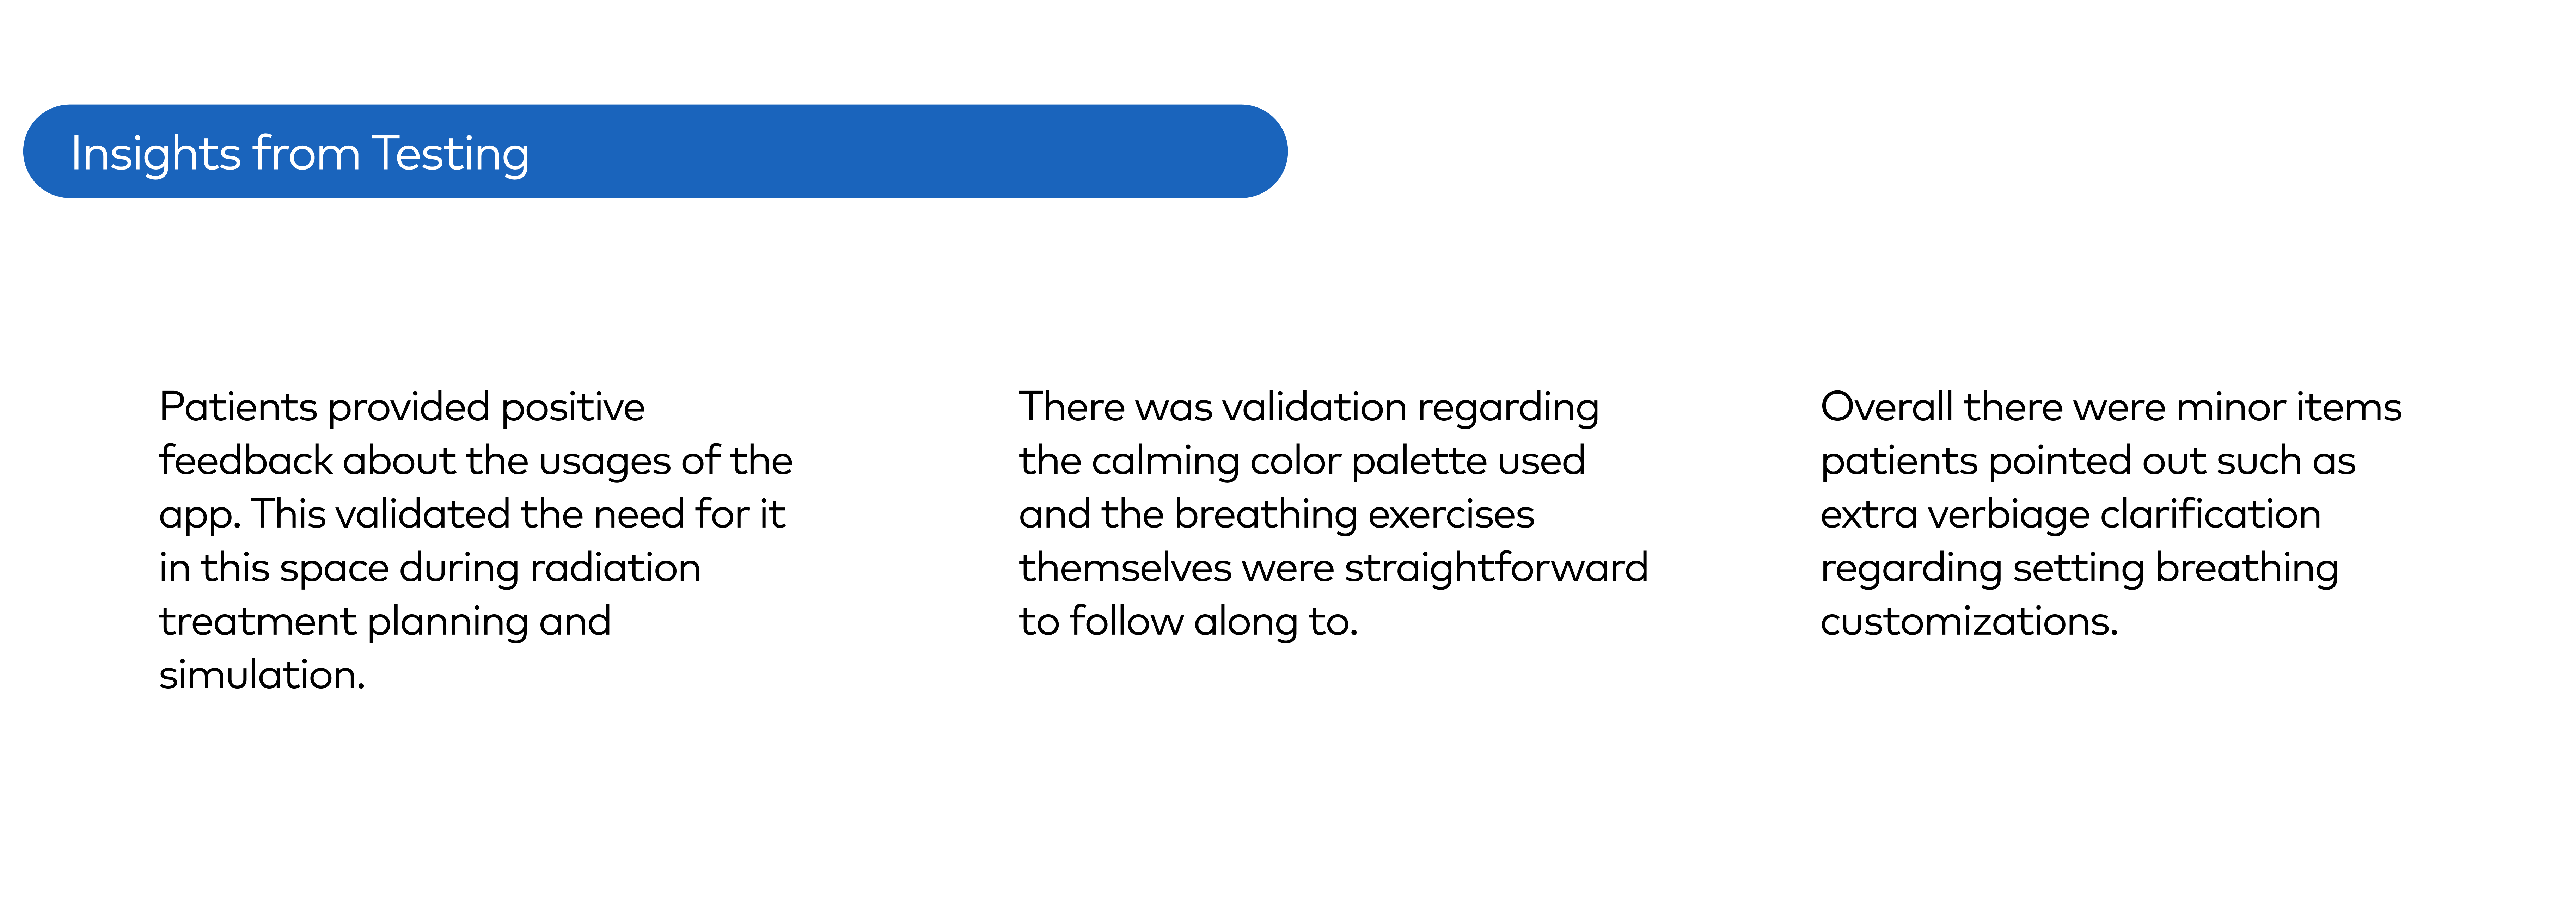 Insights from Testing
Patients provided positive
feedback about the usages of the
app. This validated the need for it
in this space during radiation
treatment planning and
simulation.
There was validation regarding
the calming color palette used
and the breathing exercises
themselves were straightforward
to follow along to.
Overall there were minor items
patients pointed out such as
extra verbiage clarification
regarding setting breathing
customizations.